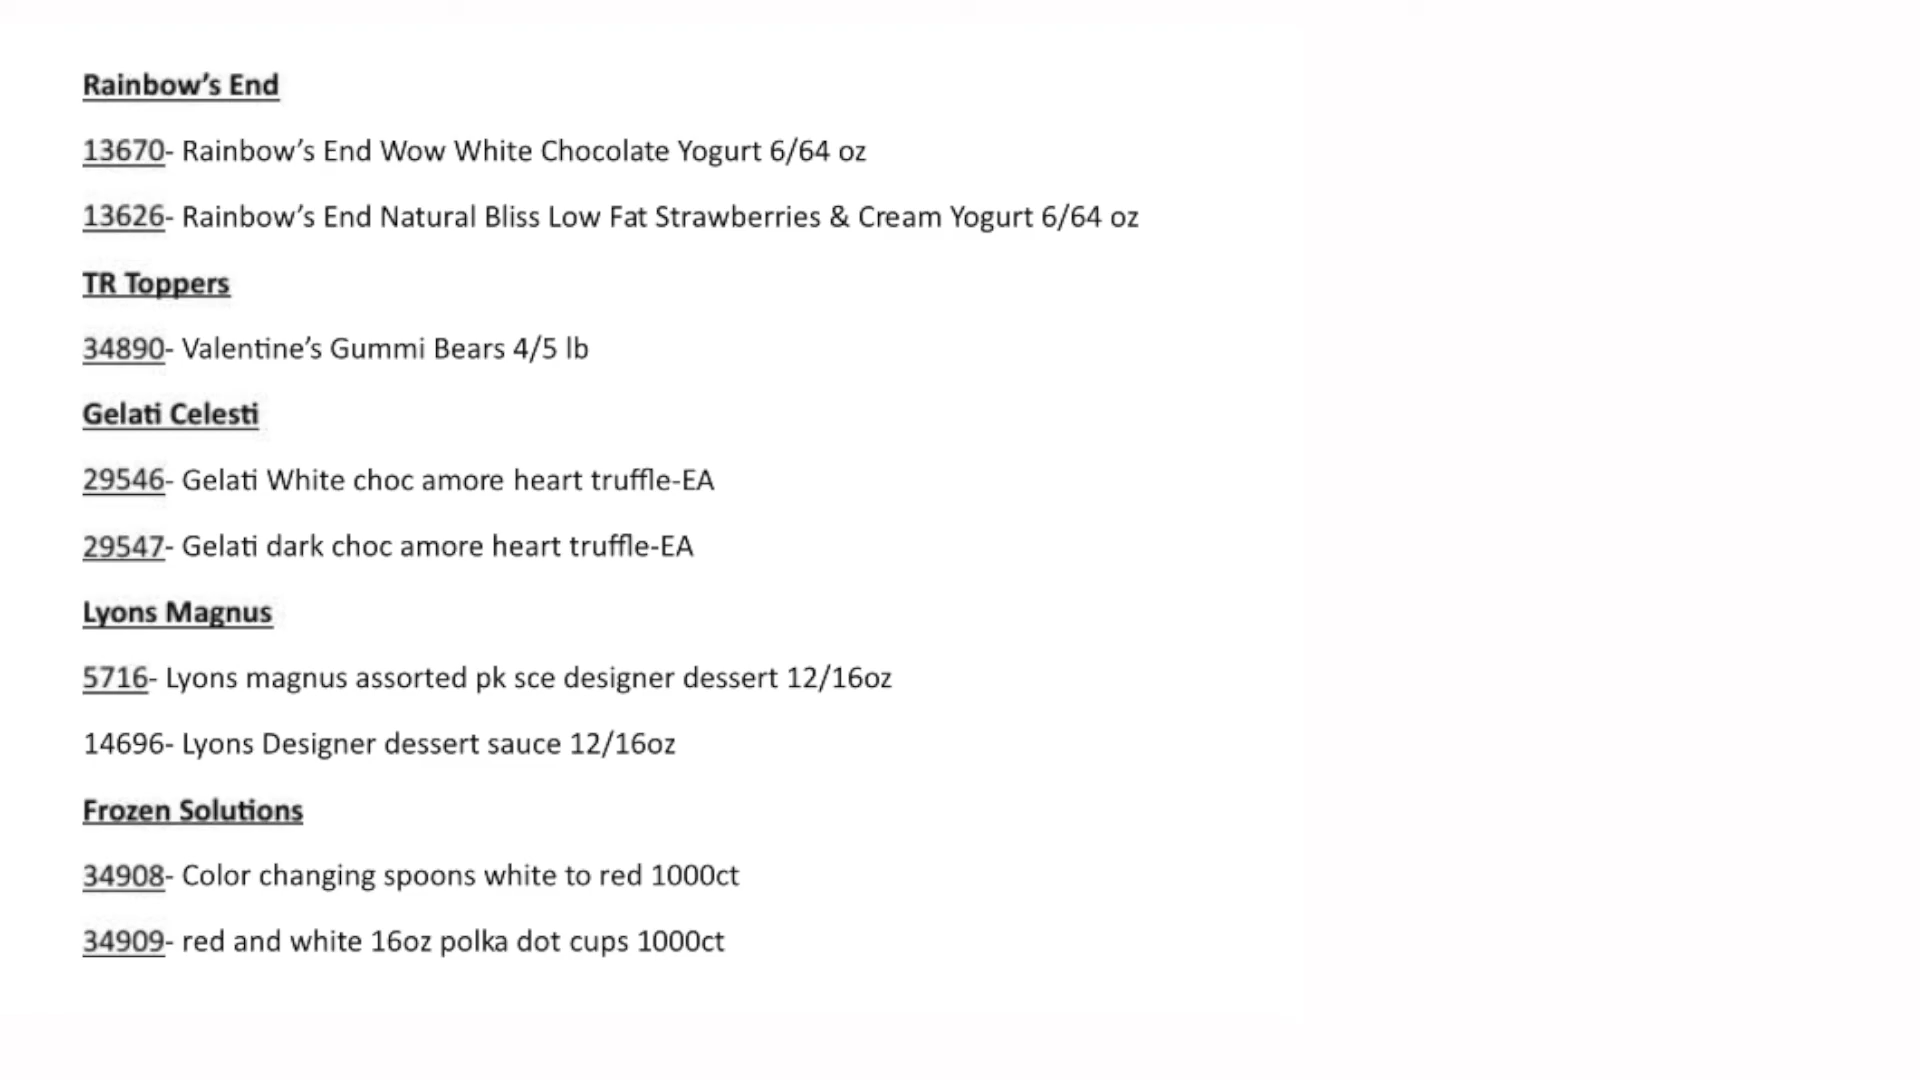 Rainbow’s End
13670- Rainbow’s End Wow White Chocolate Yogurt 6/64 oz
13626- Rainbow’s End Natural Bliss Low Fat Strawberries & Cream Yogurt 6/64 oz
TR Toppers
34890- Valentine’s Gummi Bears 4/5 lb
Gelati Celesti
29546- Gelati White choc amore heart truffle-EA
29547- Gelati dark choc amore heart truffle-EA
Lyons Magnus
5716- Lyons magnus assorted pk sce designer dessert 12/16oz
14696- Lyons Designer dessert sauce 12/16oz
Frozen Solutions
34908- Color changing spoons white to red 1000ct
34909- red and white 16oz polka dot cups 1000ct